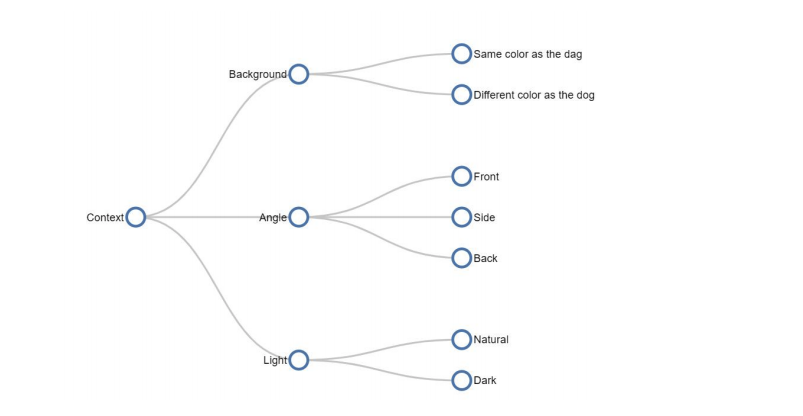 Background
Same color as the dag
Different color as the dog
Context
Angle
Front
Side
Back
Light
Natural
Dark